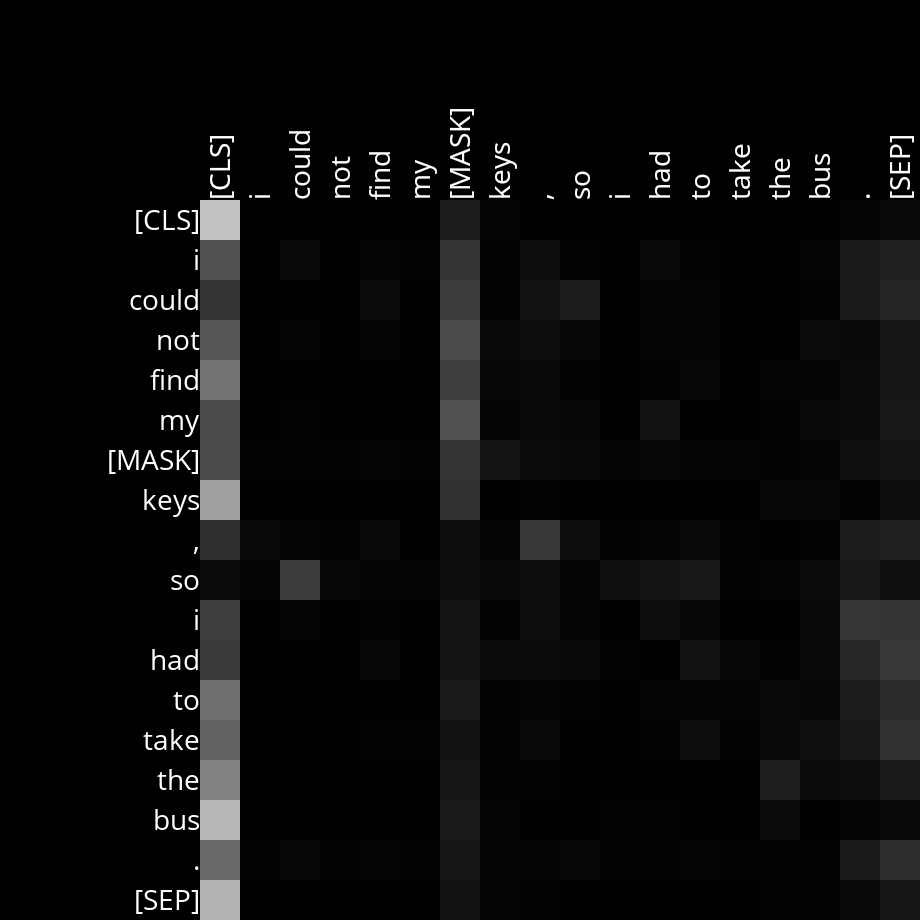 [CLS] i could not find my [MASK] keys , so i had to take the bus . [SEP]
[CLS]
i
could
not
find
my
[MASK]
keys
,
so
i
had
to
take
the
bus
.
[SEP]